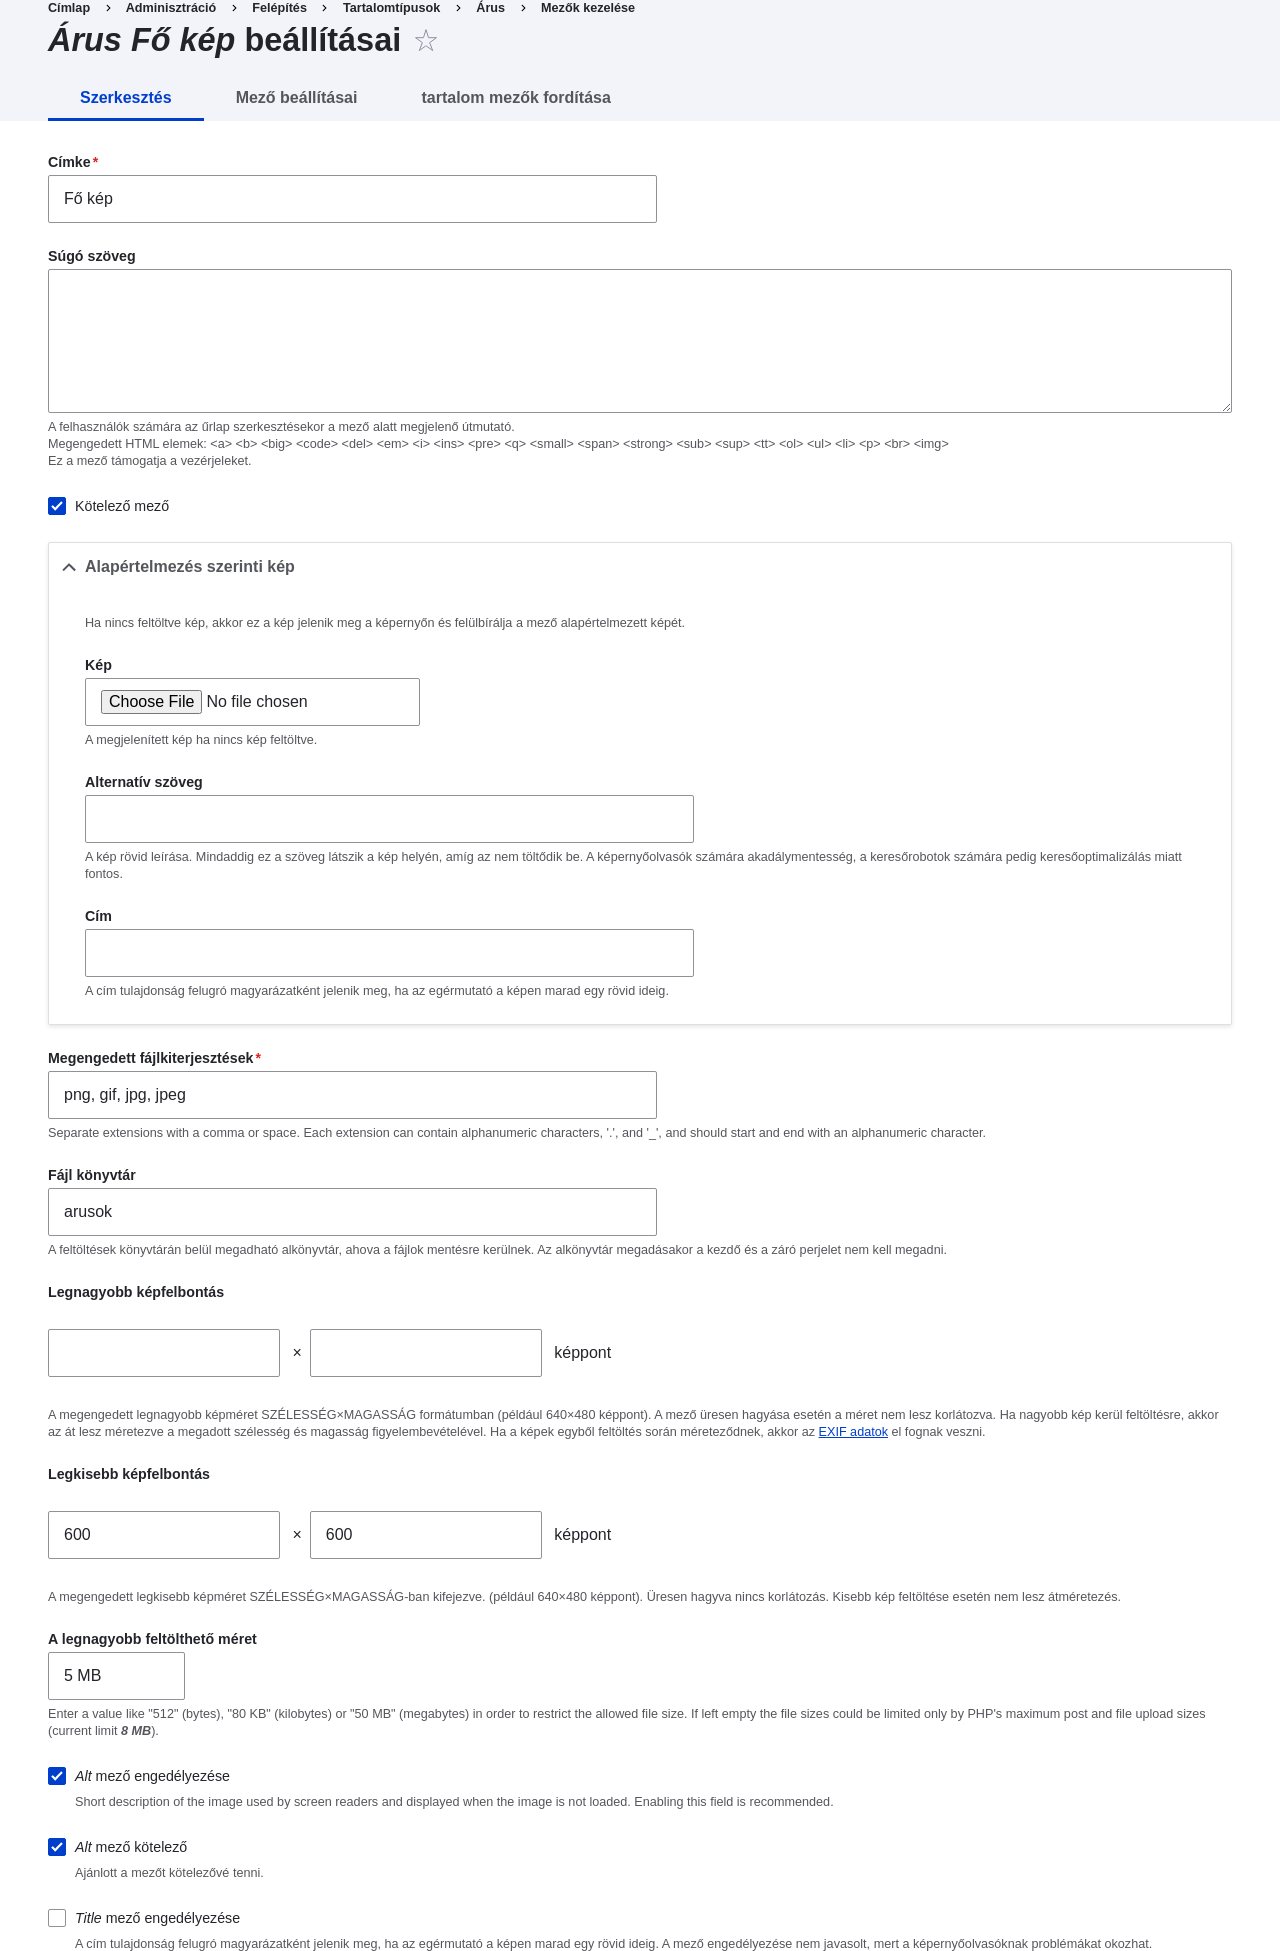 Címlap › Adminisztráció › Felépítés › Tartalomtípusok › Árus › Mezők kezelése
Árus Fő kép beállításai ☆
Szerkesztés Mező beállításai tartalom mezők fordítása
Címke*
Fő kép
Súgó szöveg
A felhasználók számára az űrlap szerkesztésekor a mező alatt megjelenő útmutató.
Megengedett HTML elemek: <a> <b> <big> <code> <del> <em> <i> <ins> <pre> <q> <small> <span> <strong> <sub> <sup> <tt> <ol> <ul> <li> <p> <br> <img>
Ez a mező támogatja a vezérjeleket.
Kötelező mező
Alapértelmezés szerinti kép
Ha nincs feltöltve kép, akkor ez a kép jelenik meg a képernyőn és felülbírálja a mező alapértelmezett képét.
Kép
Choose File No file chosen
A megjelenített kép ha nincs kép feltöltve.
Alternatív szöveg
A kép rövid leírása. Mindaddig ez a szöveg látszik a kép helyén, amíg az nem töltődik be. A képernyőolvasók számára akadálymentesség, a keresőrobotok számára pedig keresőoptimalizálás miatt
fontos.
Cím
A cím tulajdonság felugró magyarázatként jelenik meg, ha az egérmutató a képen marad egy rövid ideig.
Megengedett fájlkiterjesztések*
png, gif, jpg, jpeg
Separate extensions with a comma or space. Each extension can contain alphanumeric characters, '.', and '_', and should start and end with an alphanumeric character.
Fájl könyvtár
arusok
A feltöltések könyvtárán belül megadható alkönyvtár, ahova a fájlok mentésre kerülnek. Az alkönyvtár megadásakor a kezdő és a záró perjelet nem kell megadni.
Legnagyobb képfelbontás
× képpont
A megengedett legnagyobb képméret SZÉLESSÉG×MAGASSÁG formátumban (például 640×480 képpont). A mező üresen hagyása esetén a méret nem lesz korlátozva. Ha nagyobb kép kerül feltöltésre, akkor
az át lesz méretezve a megadott szélesség és magasság figyelembevételével. Ha a képek egyből feltöltés során méreteződnek, akkor az EXIF adatok el fognak veszni.
Legkisebb képfelbontás
600 × 600 képpont
A megengedett legkisebb képméret SZÉLESSÉG×MAGASSÁG-ban kifejezve. (például 640×480 képpont). Üresen hagyva nincs korlátozás. Kisebb kép feltöltése esetén nem lesz átméretezés.
A legnagyobb feltölthető méret
5 MB
Enter a value like "512" (bytes), "80 KB" (kilobytes) or "50 MB" (megabytes) in order to restrict the allowed file size. If left empty the file sizes could be limited only by PHP's maximum post and file upload sizes
(current limit 8 MB).
Alt mező engedélyezése
Short description of the image used by screen readers and displayed when the image is not loaded. Enabling this field is recommended.
Alt mező kötelező
Ajánlott a mezőt kötelezővé tenni.
Title mező engedélyezése
A cím tulajdonság felugró magyarázatként jelenik meg, ha az egérmutató a képen marad egy rövid ideig. A mező engedélyezése nem javasolt, mert a képernyőolvasóknak problémákat okozhat.